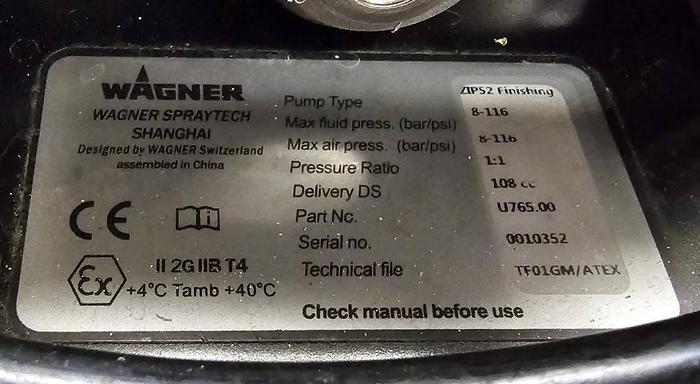 WAGNER
WAGNER SPRAYTECH
SHANGHAI
Designed by WAGNER Switzerland
assembled in China
CE
Ex II 2G IIB T4
+4°C Tamb +40°C
Pump Type ZIP52 Finishing
Max fluid press. (bar/psi) 8-116
Max air press. (bar/psi) 8-116
Pressure Ratio 1:1
Delivery DS 108 cc
Part No. U765.00
Serial no. 0010352
Technical file TF01GM/ATEX
Check manual before use